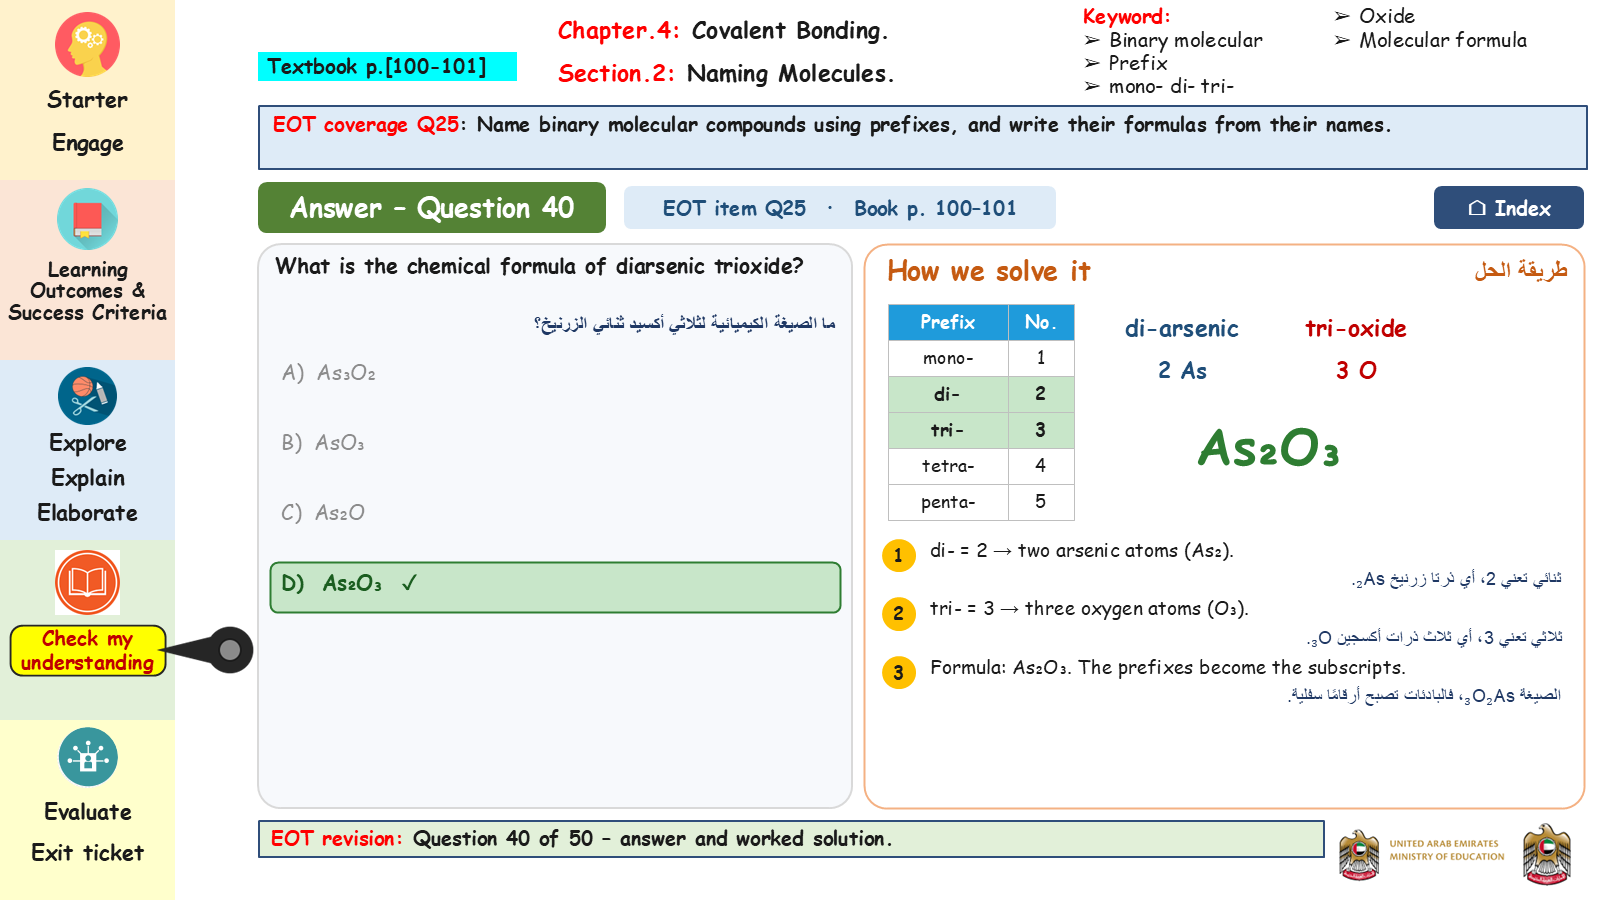 Starter
Engage
Learning
Outcomes &
Success Criteria
Explore
Explain
Elaborate
Check my
understanding
Evaluate
Exit ticket
Textbook p.[100-101]
Chapter.4: Covalent Bonding.
Section.2: Naming Molecules.
Keyword:
➢ Binary molecular
➢ Prefix
➢ mono- di- tri-
➢ Oxide
➢ Molecular formula
EOT coverage Q25: Name binary molecular compounds using prefixes, and write their formulas from their names.
Answer – Question 40
EOT item Q25 · Book p. 100–101
Index
What is the chemical formula of diarsenic trioxide?
ما الصيغة الكيميائية لثلاثي أكسيد ثنائي الزرنيخ؟
A) As₃O₂
B) AsO₃
C) As₂O
D) As₂O₃ ✓
How we solve it
طريقة الحل
Prefix No.
mono- 1
di- 2
tri- 3
tetra- 4
penta- 5
di-arsenic tri-oxide
2 As 3 O
As₂O₃
1 di- = 2 → two arsenic atoms (As₂).
ثنائي تعني 2، أي ذرتا زرنيخ As₂.
2 tri- = 3 → three oxygen atoms (O₃).
ثلاثي تعني 3، أي ثلاث ذرات أكسجين O₃.
3 Formula: As₂O₃. The prefixes become the subscripts.
الصيغة ₃O₂As، فالبادئات تصبح أرقامًا سفلية.
EOT revision: Question 40 of 50 – answer and worked solution.
UNITED ARAB EMIRATES
MINISTRY OF EDUCATION